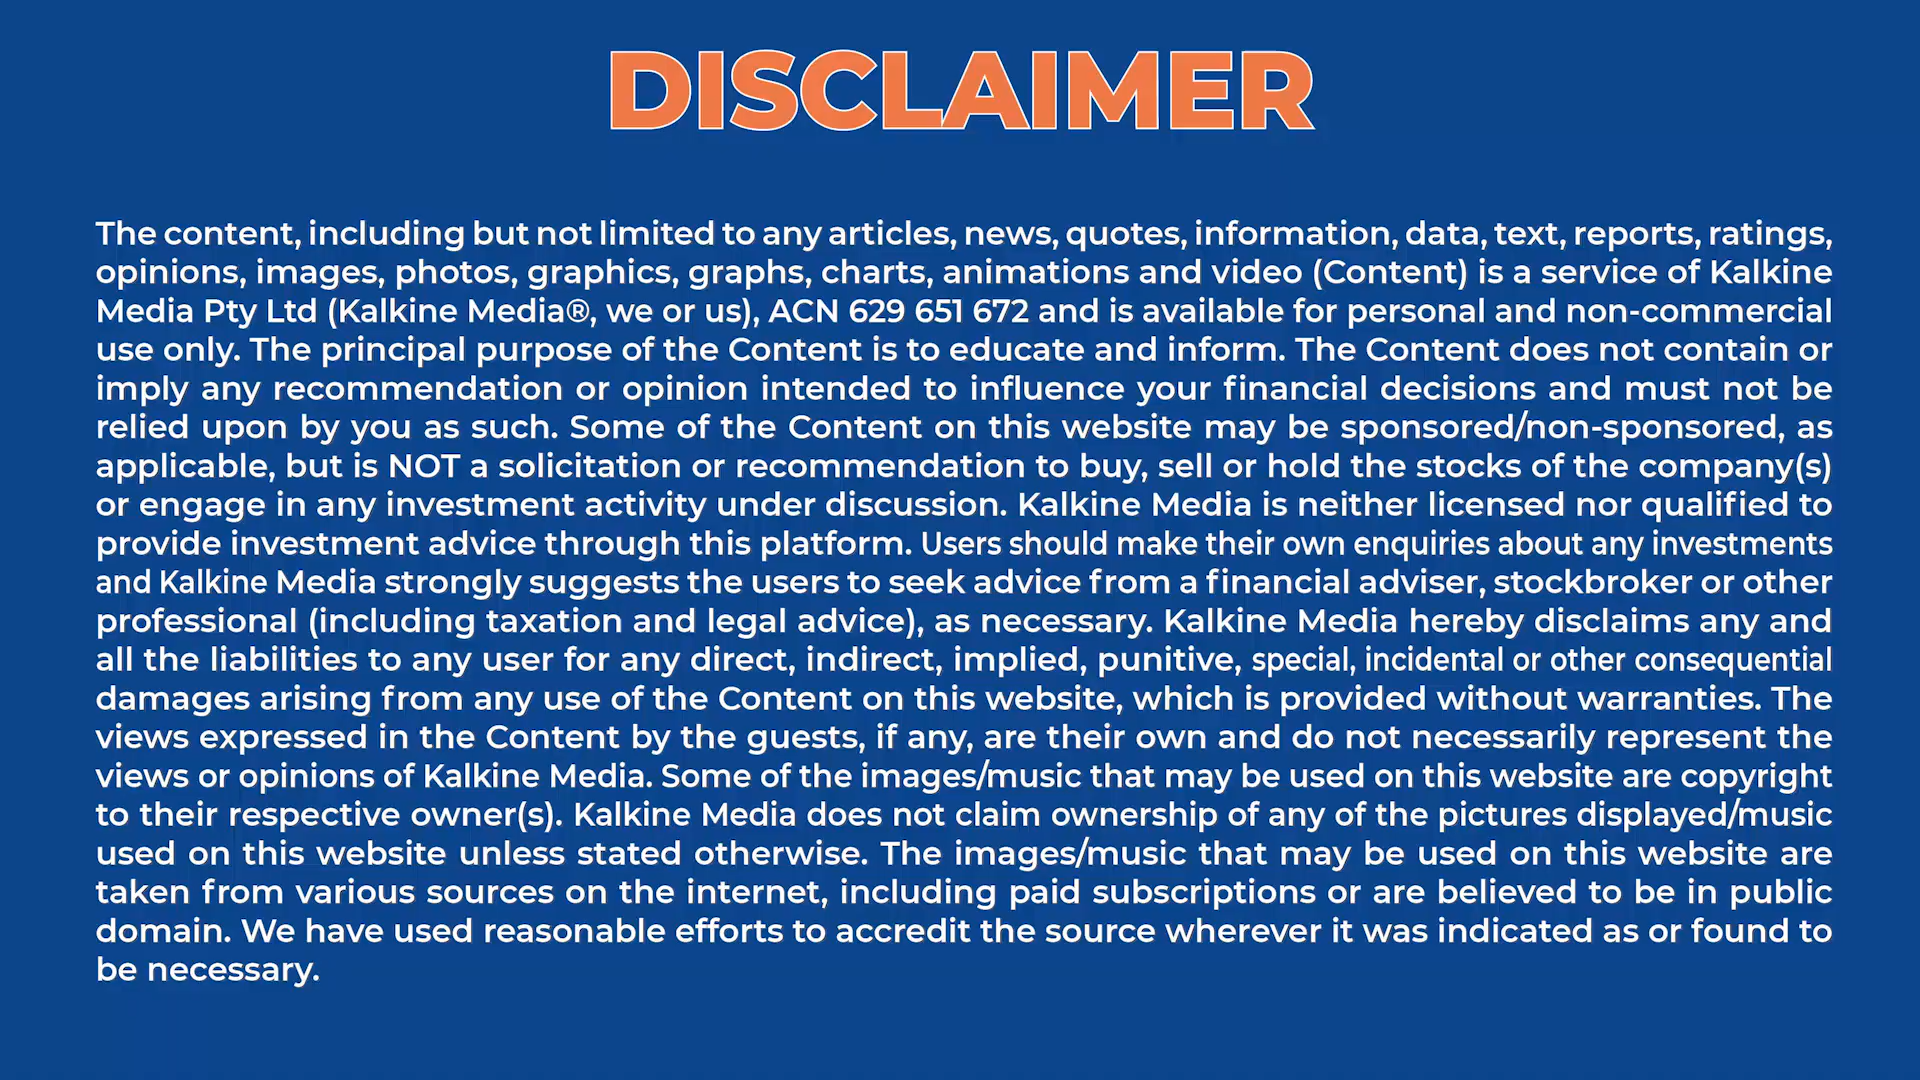 DISCLAIMER
The content, including but not limited to any articles, news, quotes, information, data, text, reports, ratings,
opinions, images, photos, graphics, graphs, charts, animations and video (Content) is a service of Kalkine
Media Pty Ltd (Kalkine Media®, we or us), ACN 629 651 672 and is available for personal and non-commercial
use only. The principal purpose of the Content is to educate and inform. The Content does not contain or
imply any recommendation or opinion intended to influence your financial decisions and must not be
relied upon by you as such. Some of the Content on this website may be sponsored/non-sponsored, as
applicable, but is NOT a solicitation or recommendation to buy, sell or hold the stocks of the company(s)
or engage in any investment activity under discussion. Kalkine Media is neither licensed nor qualified to
provide investment advice through this platform. Users should make their own enquiries about any investments
and Kalkine Media strongly suggests the users to seek advice from a financial adviser, stockbroker or other
professional (including taxation and legal advice), as necessary. Kalkine Media hereby disclaims any and
all the liabilities to any user for any direct, indirect, implied, punitive, special, incidental or other consequential
damages arising from any use of the Content on this website, which is provided without warranties. The
views expressed in the Content by the guests, if any, are their own and do not necessarily represent the
views or opinions of Kalkine Media. Some of the images/music that may be used on this website are copyright
to their respective owner(s). Kalkine Media does not claim ownership of any of the pictures displayed/music
used on this website unless stated otherwise. The images/music that may be used on this website are
taken from various sources on the internet, including paid subscriptions or are believed to be in public
domain. We have used reasonable efforts to accredit the source wherever it was indicated as or found to
be necessary.